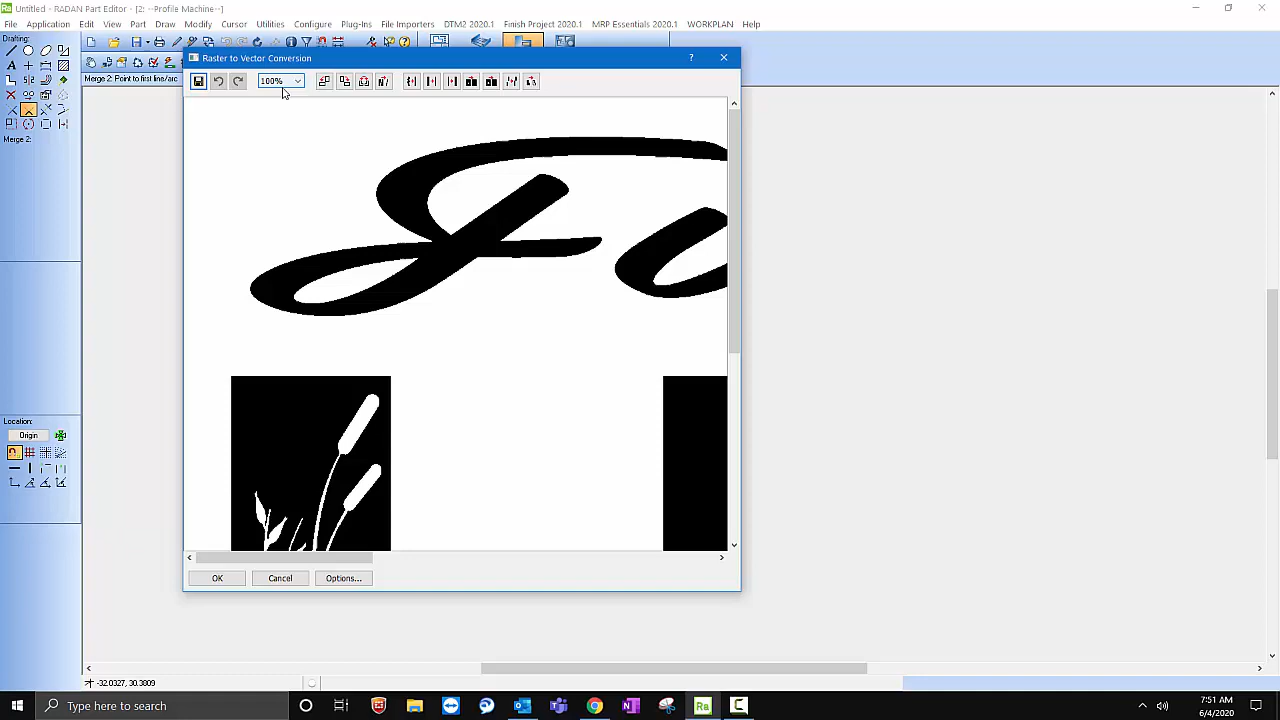 Untitled - RADAN Part Editor - [2: --Profile Machine--]
Application Edit View Part Draw Modify Cursor Utilities Configure Plug-Ins File Importers DTM2 2020.1 Finish Project 2020.1 MRP Essentials 2020.1 WORKPLAN Help
Drafting:
Merge 2: Point to first line/arc
Merge 2:
Raster to Vector Conversion
100%
OK Cancel Options...
Location:
Origin
-32.0327, 30.3809
Type here to search
7:51 AM
6/4/2020